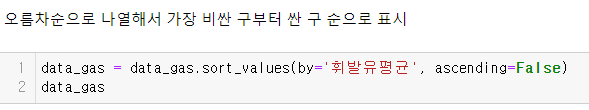 오름차순으로 나열해서 가장 비싼 구부터 싼 구 순으로 표시
1 data_gas = data_gas.sort_values(by='휘발유평균', ascending=False)
2 data_gas